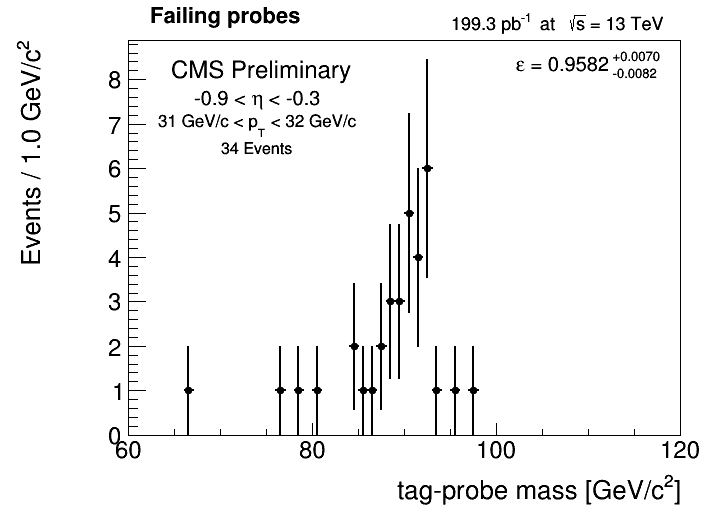 Failing probes
199.3 pb⁻¹ at √s = 13 TeV
CMS Preliminary
ε = 0.9582 +0.0070 -0.0082
-0.9 < η < -0.3
31 GeV/c < p_T < 32 GeV/c
34 Events
Events / 1.0 GeV/c²
8
7
6
5
4
3
2
1
0
60 80 100 120
tag-probe mass [GeV/c²]